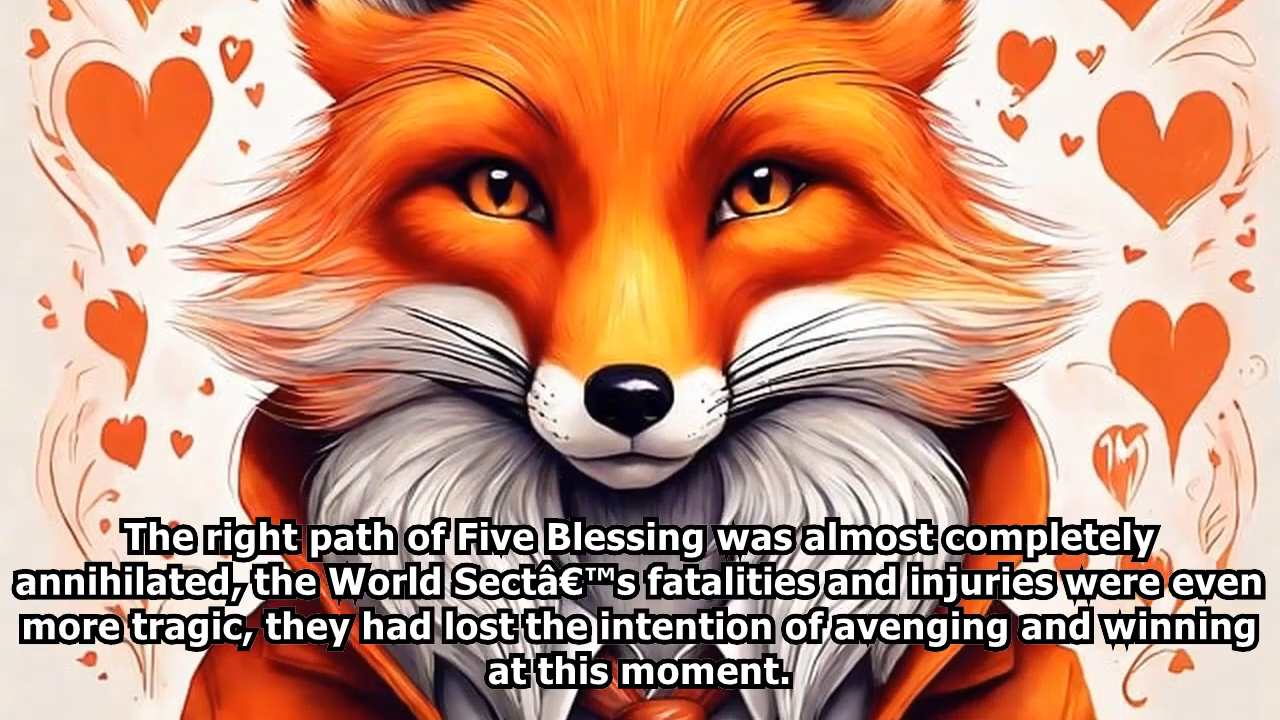 The right path of Five Blessing was almost completely
annihilated, the World Sectâ€™s fatalities and injuries were even
more tragic, they had lost the intention of avenging and winning
at this moment.